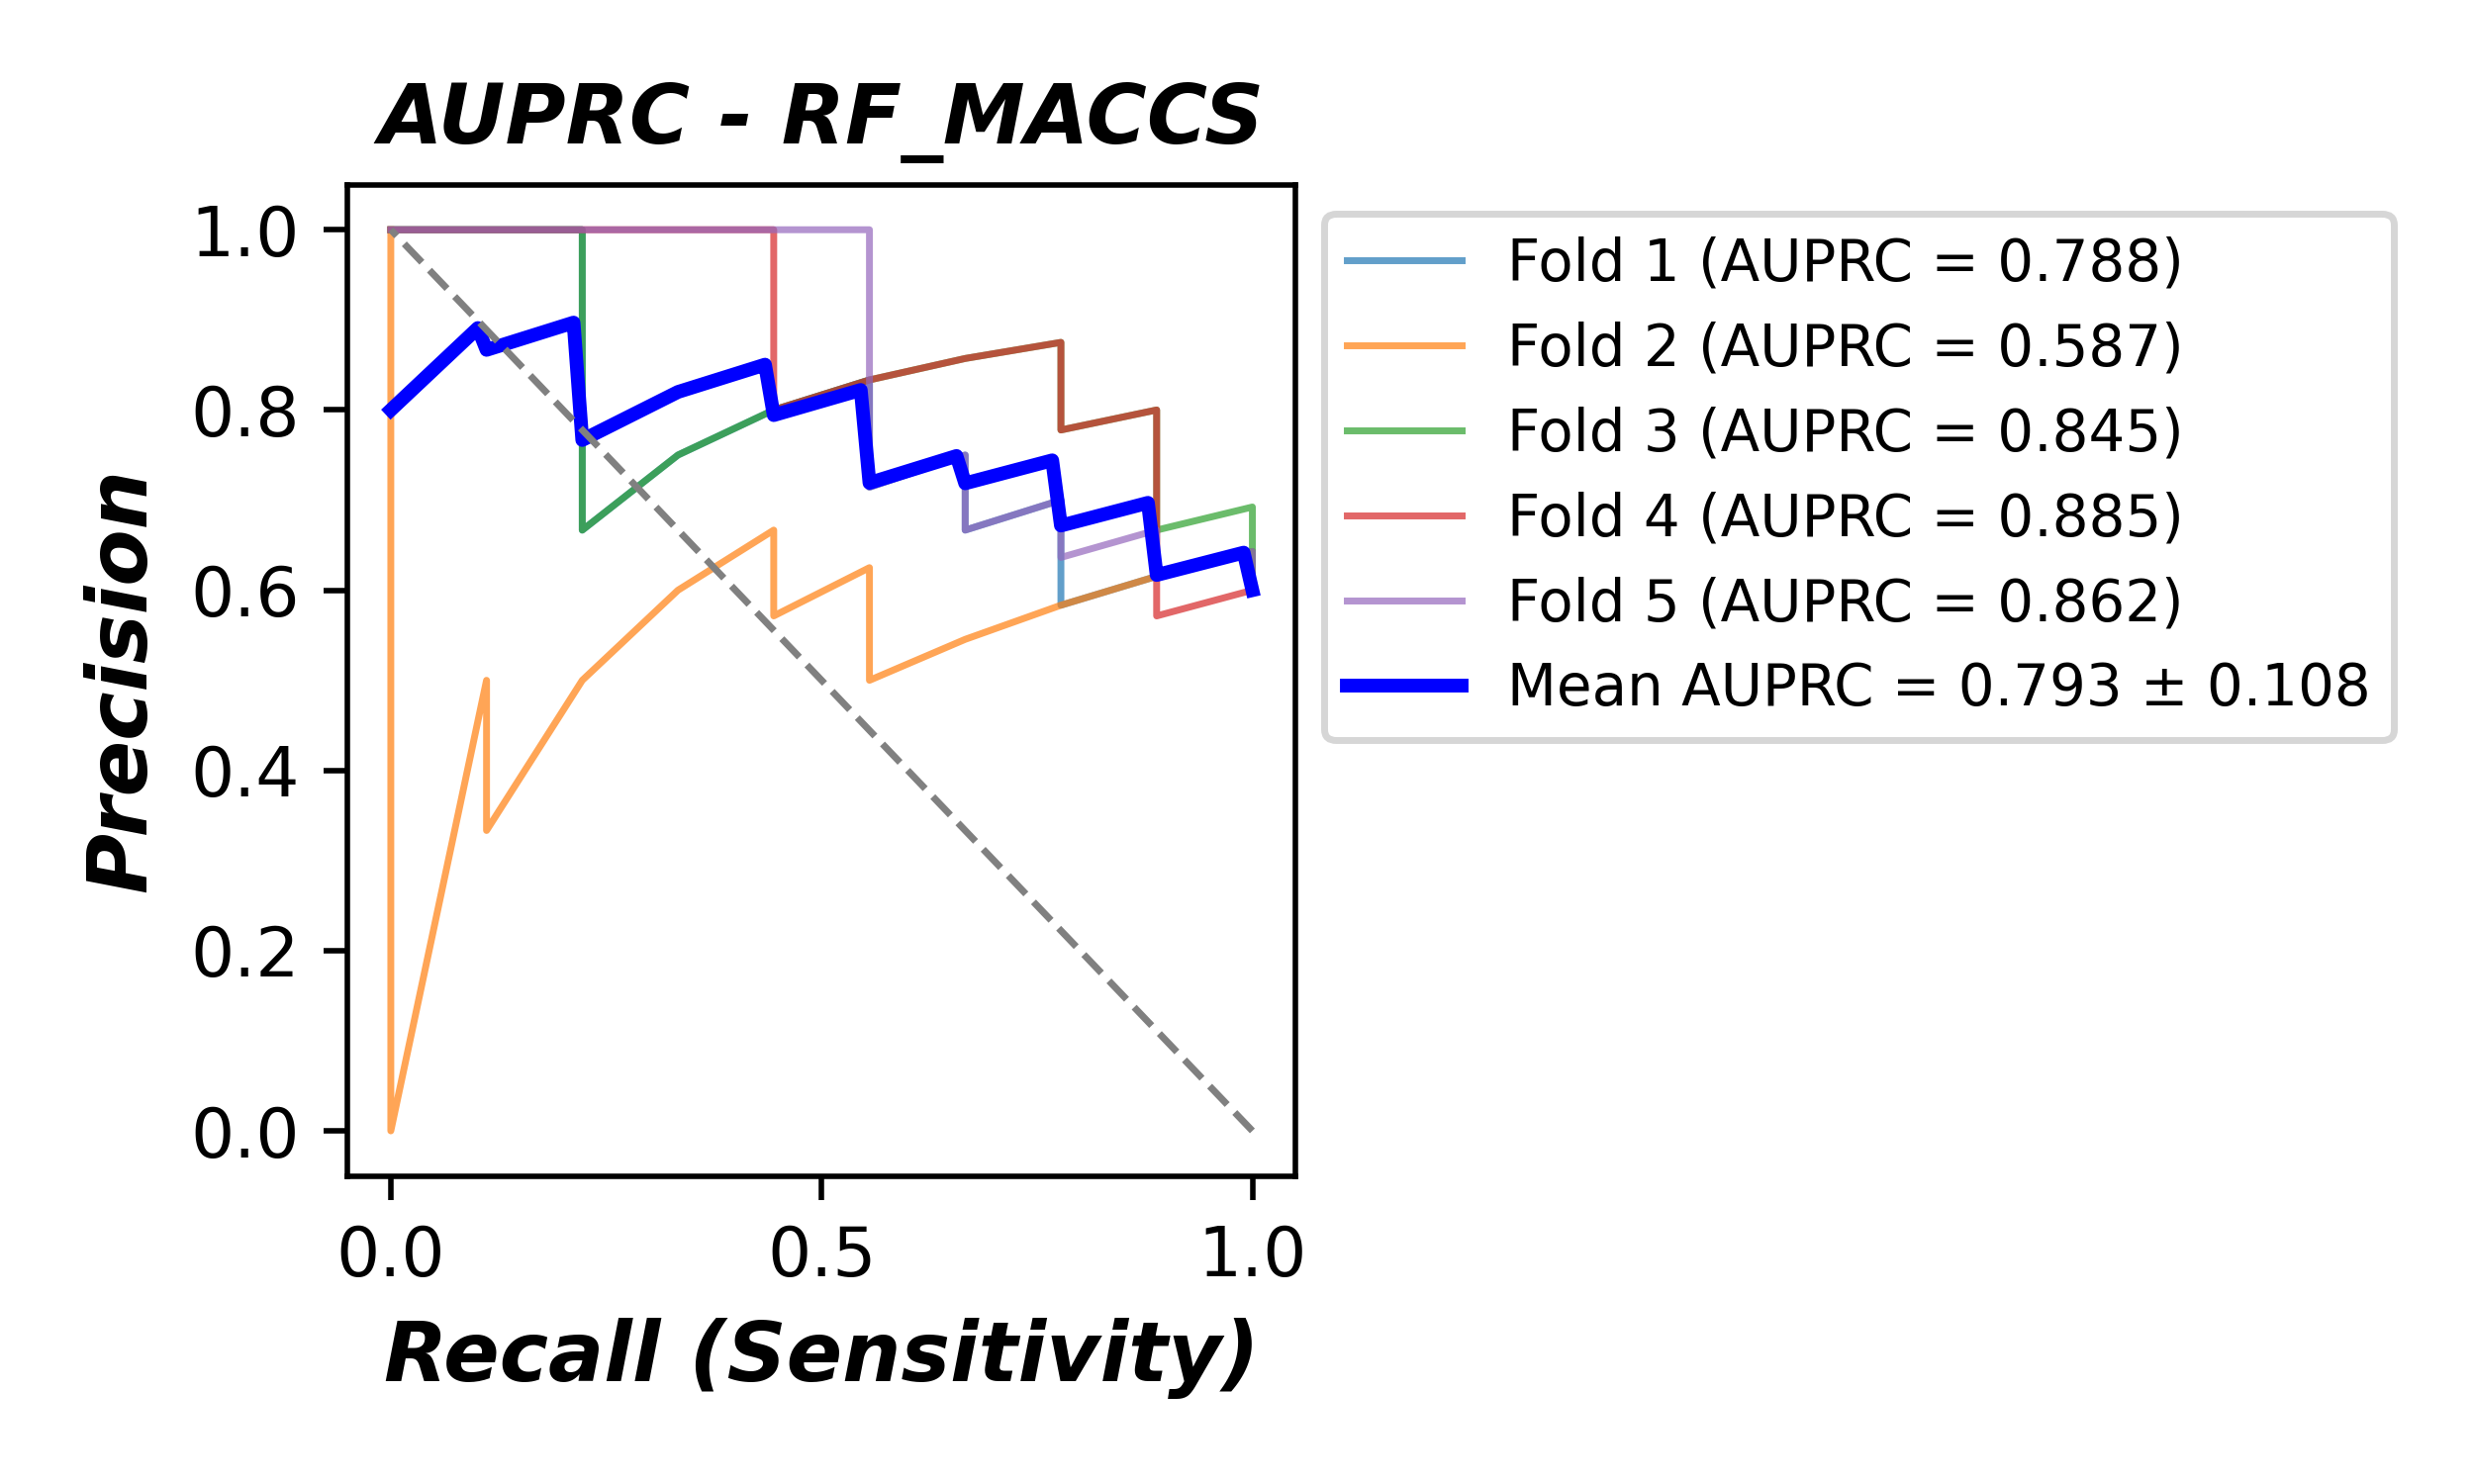 AUPRC - RF_MACCS
1.0
0.8
0.6
0.4
0.2
0.0
Precision
0.0
0.5
1.0
Recall (Sensitivity)
Fold 1 (AUPRC = 0.788)
Fold 2 (AUPRC = 0.587)
Fold 3 (AUPRC = 0.845)
Fold 4 (AUPRC = 0.885)
Fold 5 (AUPRC = 0.862)
Mean AUPRC = 0.793 ± 0.108